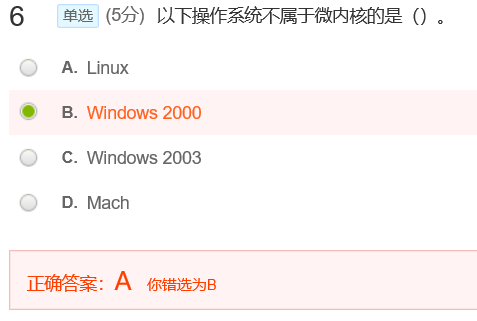 6 单选 (5分) 以下操作系统不属于微内核的是（）。
A. Linux
B. Windows 2000
C. Windows 2003
D. Mach
正确答案：A 你错选为B